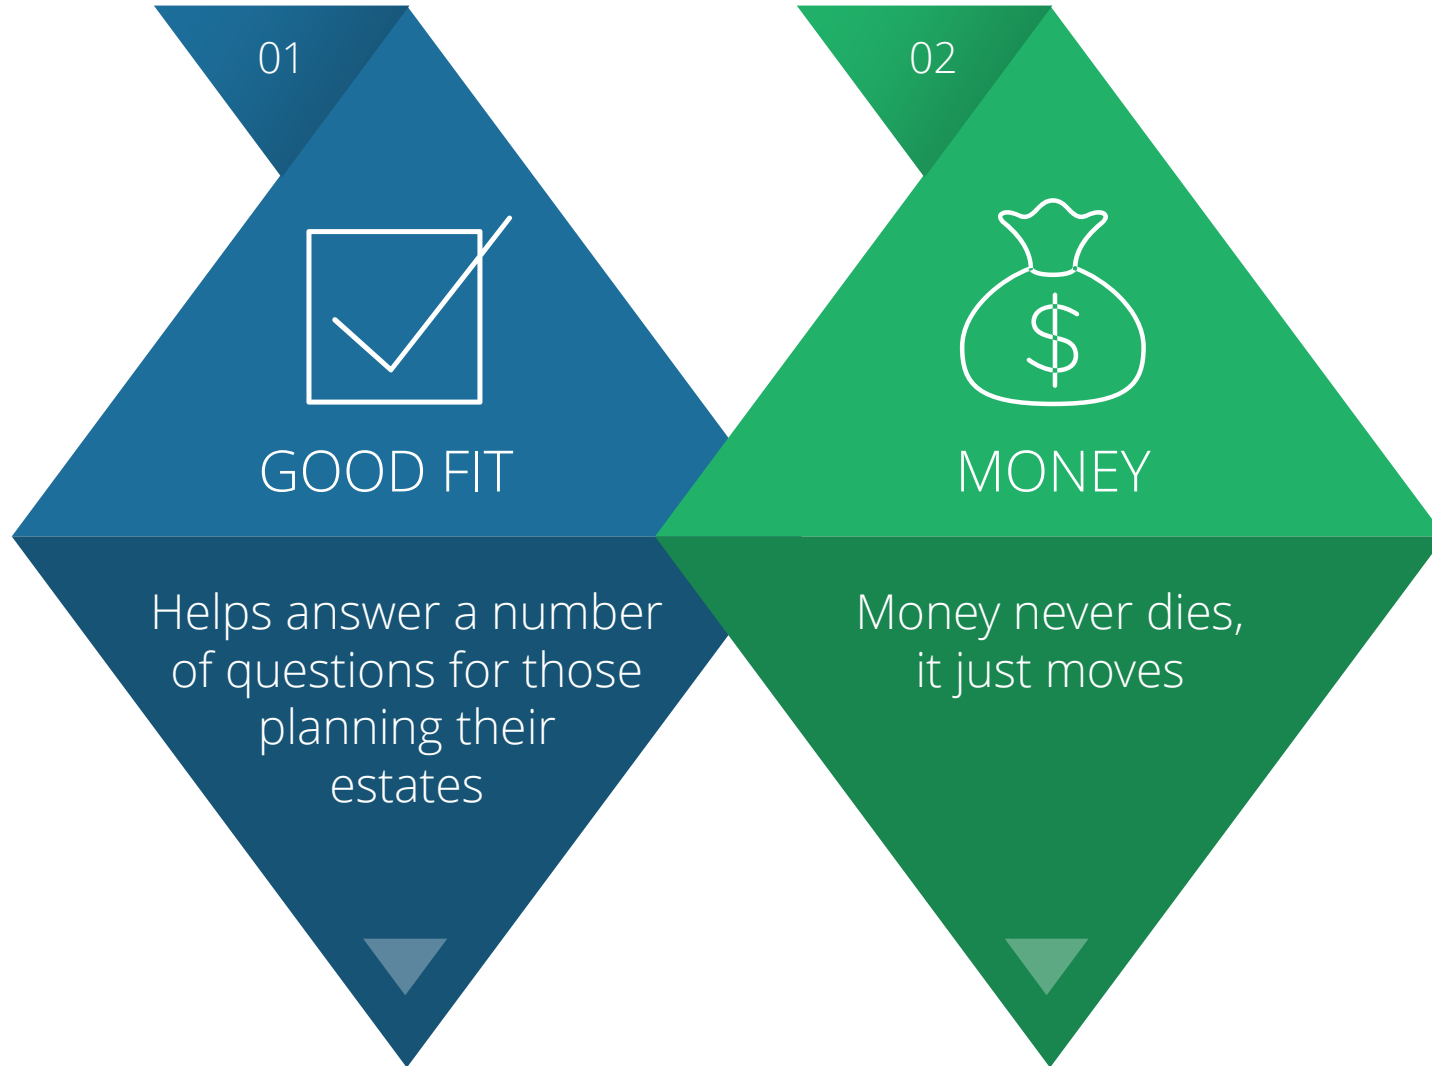 01
GOOD FIT
Helps answer a number
of questions for those
planning their
estates
02
$
MONEY
Money never dies,
it just moves